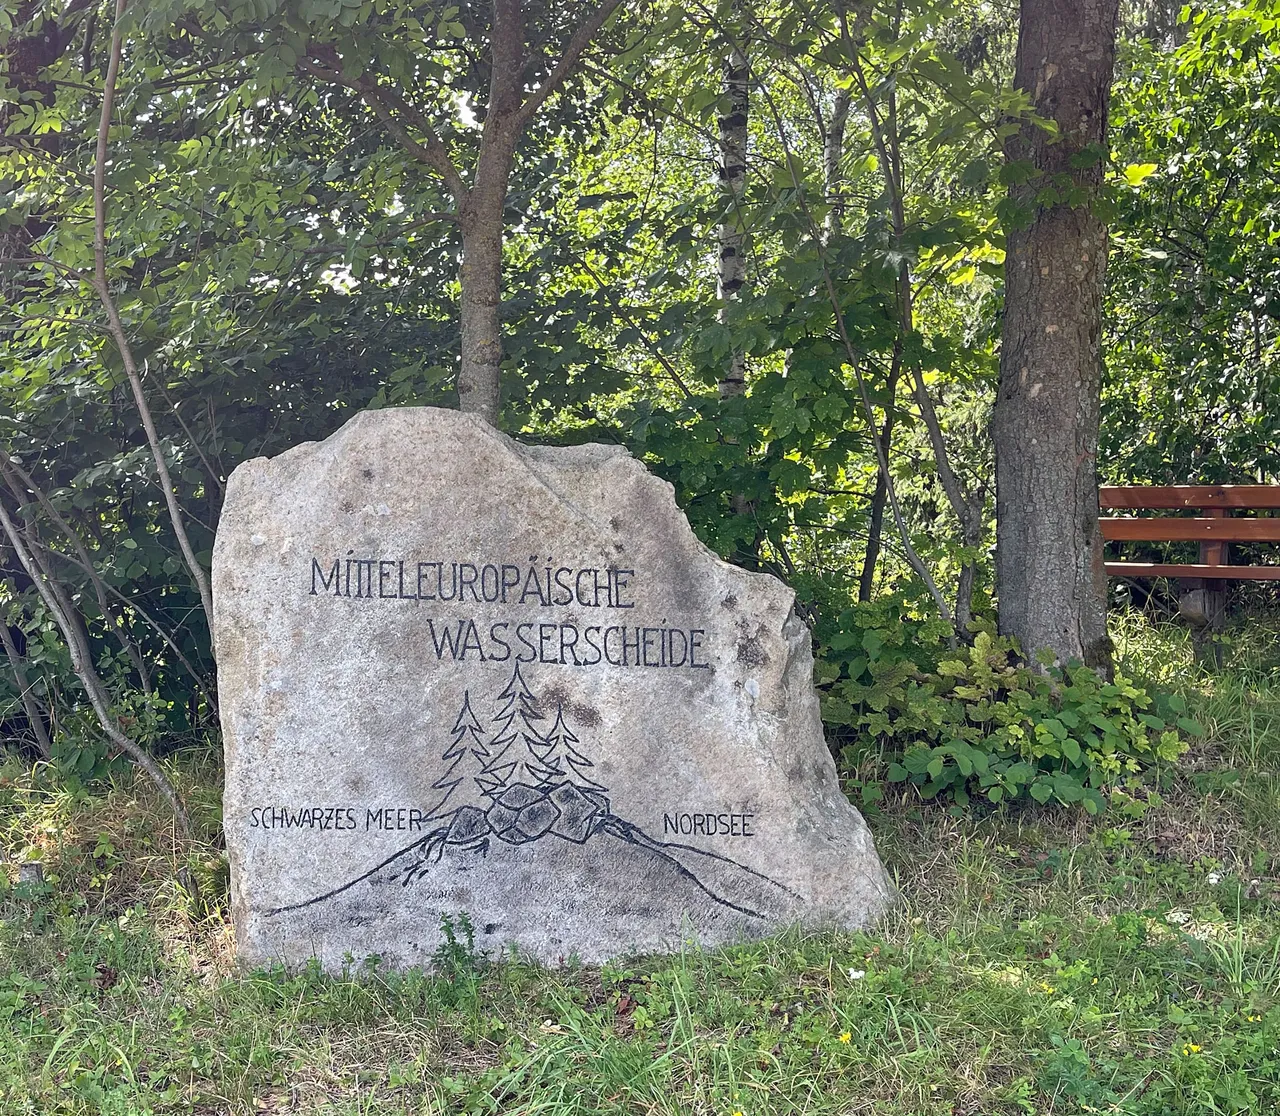 MITTELEUROPÄISCHE
WASSERSCHEIDE
SCHWARZES MEER
NORDSEE